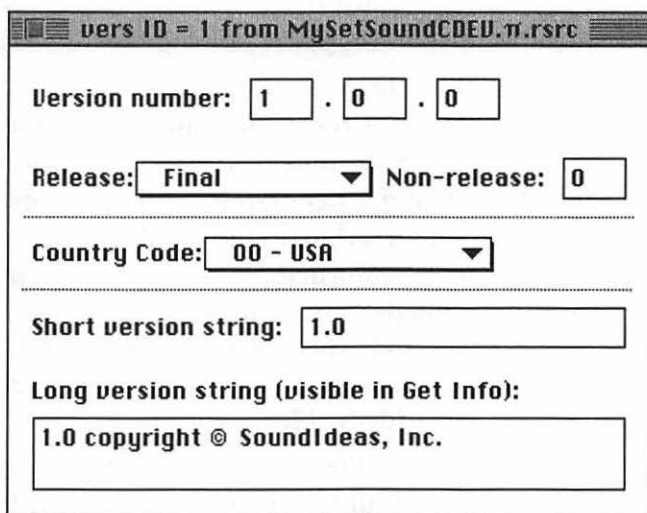 vers ID = 1 from MySetSoundCDEV.π.rsrc
Version number: 1 . 0 . 0
Release: Final Non-release: 0
Country Code: 00 - USA
Short version string: 1.0
Long version string (visible in Get Info):
1.0 copyright © SoundIdeas, Inc.